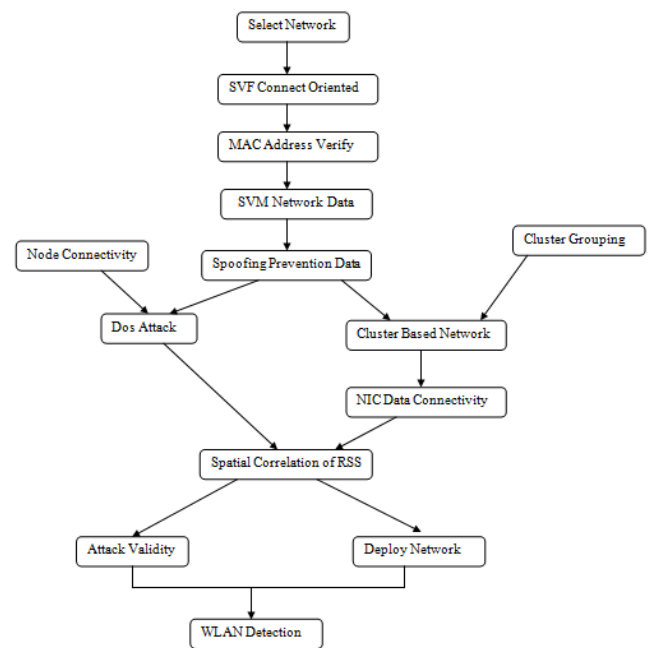 Select Network
SVF Connect Oriented
MAC Address Verify
SVM Network Data
Cluster Grouping
Node Connectivity
Spoofing Prevention Data
Dos Attack
Cluster Based Network
NIC Data Connectivity
Spatial Correlation of RSS
Attack Validity
Deploy Network
WLAN Detection